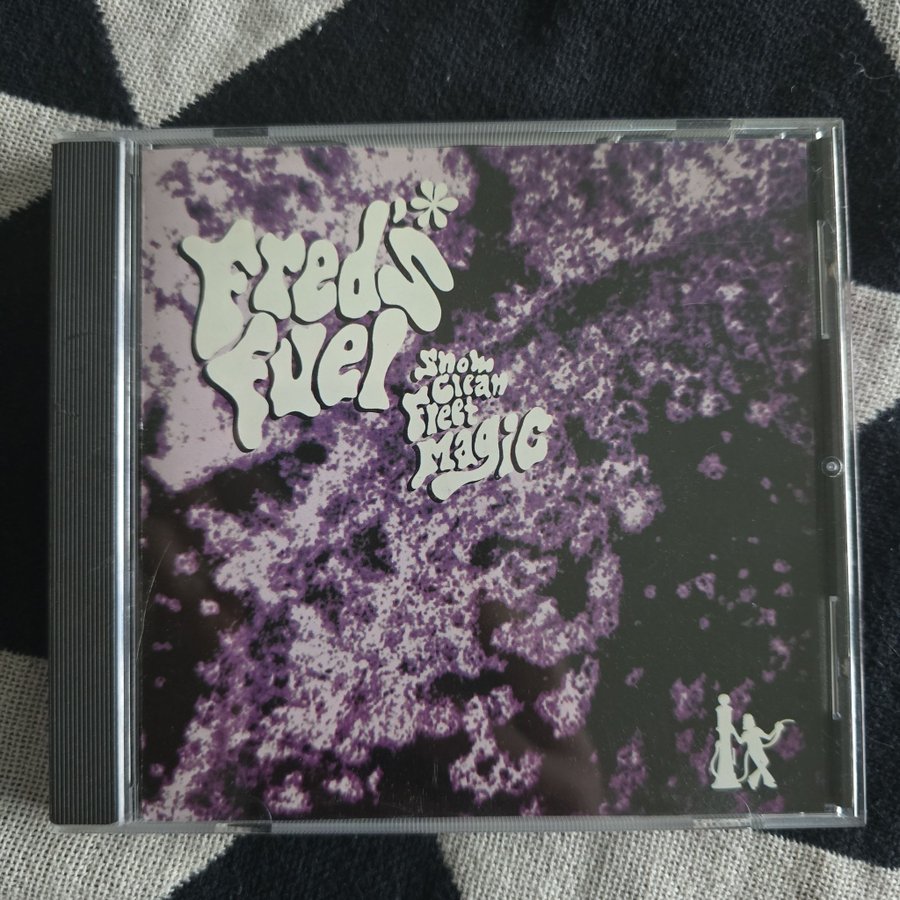 Fred's*
Fuel
Snow
Clean
Fleet
Magic